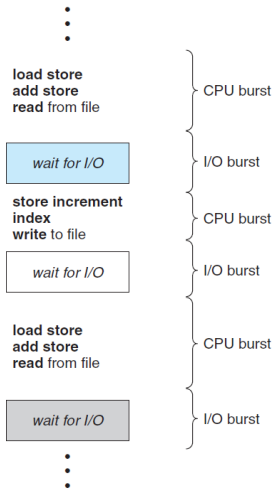 load store
add store
read from file
CPU burst
wait for I/O
I/O burst
store increment
index
write to file
CPU burst
wait for I/O
I/O burst
load store
add store
read from file
CPU burst
wait for I/O
I/O burst